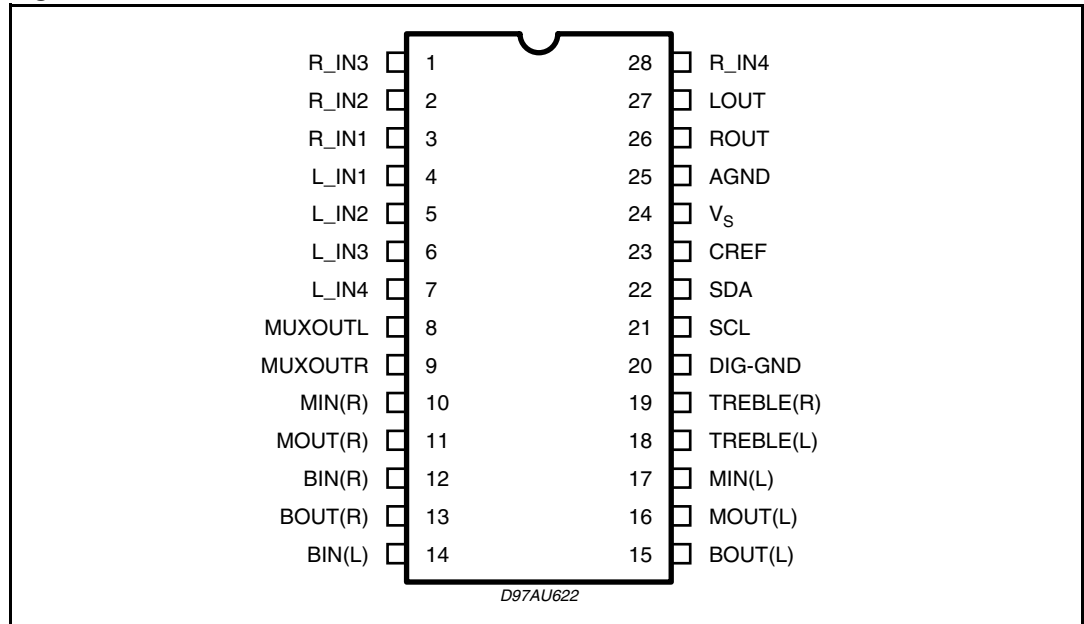 R_IN3 1 28 R_IN4
R_IN2 2 27 LOUT
R_IN1 3 26 ROUT
L_IN1 4 25 AGND
L_IN2 5 24 VS
L_IN3 6 23 CREF
L_IN4 7 22 SDA
MUXOUTL 8 21 SCL
MUXOUTR 9 20 DIG-GND
MIN(R) 10 19 TREBLE(R)
MOUT(R) 11 18 TREBLE(L)
BIN(R) 12 17 MIN(L)
BOUT(R) 13 16 MOUT(L)
BIN(L) 14 15 BOUT(L)
D97AU622